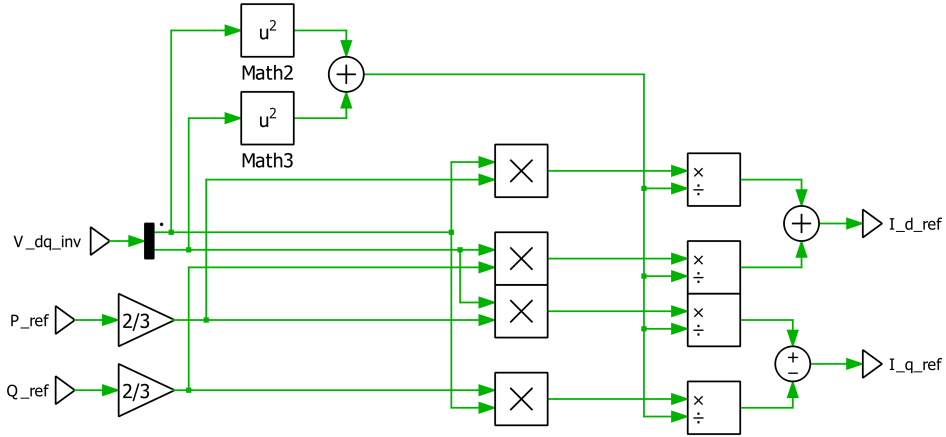 u²
Math2
+
u²
Math3
×
×
÷
V_dq_inv
+
I_d_ref
×
×
÷
P_ref
2/3
×
×
÷
+
−
I_q_ref
Q_ref
2/3
×
×
÷